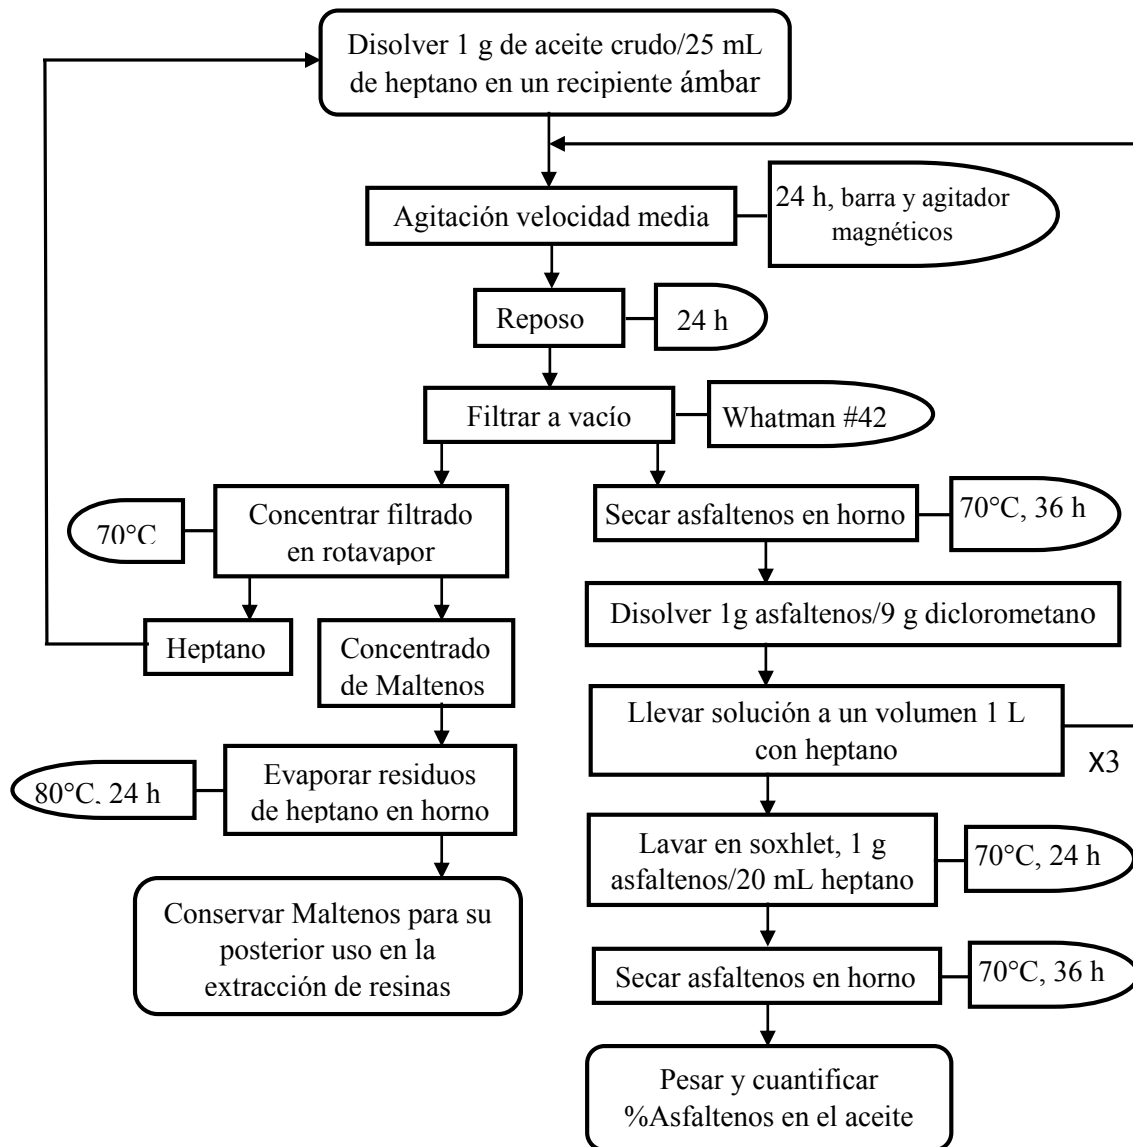 Disolver 1 g de aceite crudo/25 mL
de heptano en un recipiente ámbar
Agitación velocidad media
24 h, barra y agitador
magnéticos
Reposo
24 h
Filtrar a vacío
Whatman #42
Concentrar filtrado
en rotavapor
70°C
Secar asfaltenos en horno
70°C, 36 h
Disolver 1g asfaltenos/9 g diclorometano
Heptano
Concentrado
de Maltenos
Llevar solución a un volumen 1 L
con heptano
X3
Evaporar residuos
de heptano en horno
80°C, 24 h
Lavar en soxhlet, 1 g
asfaltenos/20 mL heptano
70°C, 24 h
Conservar Maltenos para su
posterior uso en la
extracción de resinas
Secar asfaltenos en horno
70°C, 36 h
Pesar y cuantificar
%Asfaltenos en el aceite